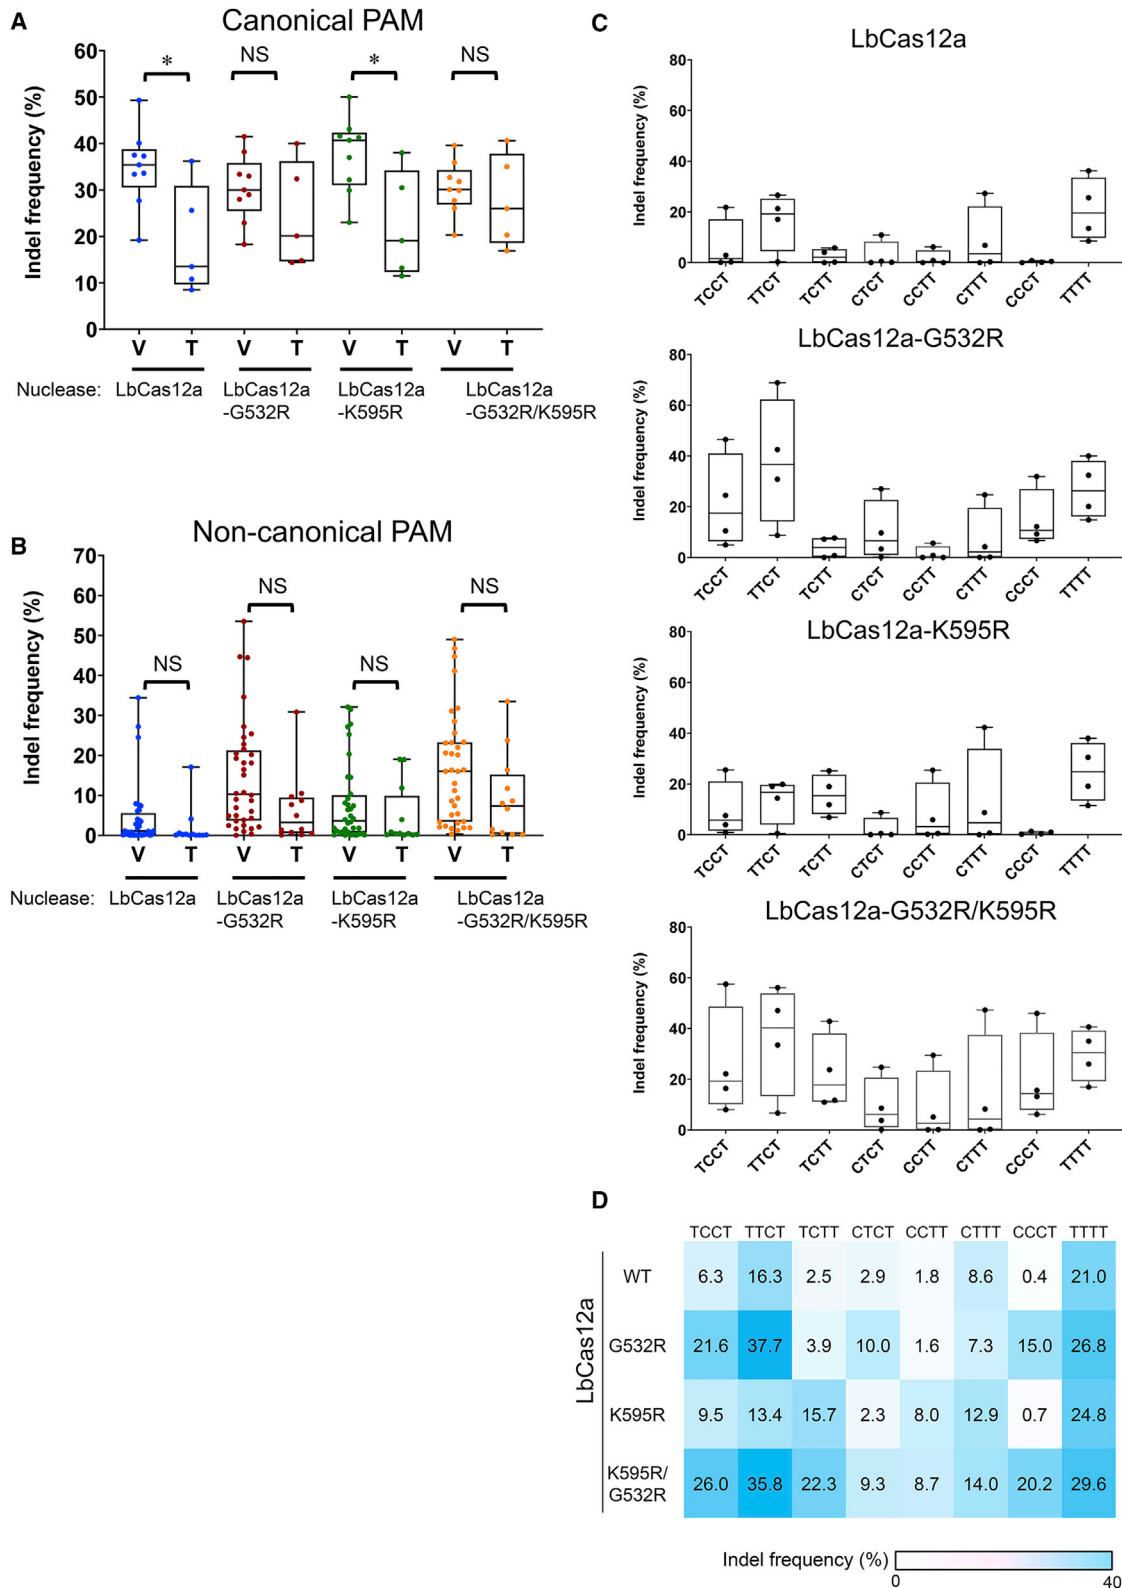 A
Canonical PAM
Indel frequency (%)
60
50
40
30
20
10
0
*
NS
*
NS
V T V T V T V T
Nuclease: LbCas12a LbCas12a LbCas12a LbCas12a
-G532R -K595R -G532R/K595R
B
Non-canonical PAM
Indel frequency (%)
70
60
50
40
30
20
10
0
NS
NS
NS
NS
V T V T V T V T
Nuclease: LbCas12a LbCas12a LbCas12a LbCas12a
-G532R -K595R -G532R/K595R
C
LbCas12a
Indel frequency (%)
80
60
40
20
0
TCCT TTCT TCTT CTCT CCTT CTTT CCCT TTTT
LbCas12a-G532R
Indel frequency (%)
80
60
40
20
0
TCCT TTCT TCTT CTCT CCTT CTTT CCCT TTTT
LbCas12a-K595R
Indel frequency (%)
80
60
40
20
0
TCCT TTCT TCTT CTCT CCTT CTTT CCCT TTTT
LbCas12a-G532R/K595R
Indel frequency (%)
80
60
40
20
0
TCCT TTCT TCTT CTCT CCTT CTTT CCCT TTTT
D
TCCT TTCT TCTT CTCT CCTT CTTT CCCT TTTT
LbCas12a
WT 6.3 16.3 2.5 2.9 1.8 8.6 0.4 21.0
G532R 21.6 37.7 3.9 10.0 1.6 7.3 15.0 26.8
K595R 9.5 13.4 15.7 2.3 8.0 12.9 0.7 24.8
K595R/
G532R 26.0 35.8 22.3 9.3 8.7 14.0 20.2 29.6
Indel frequency (%)
0 40